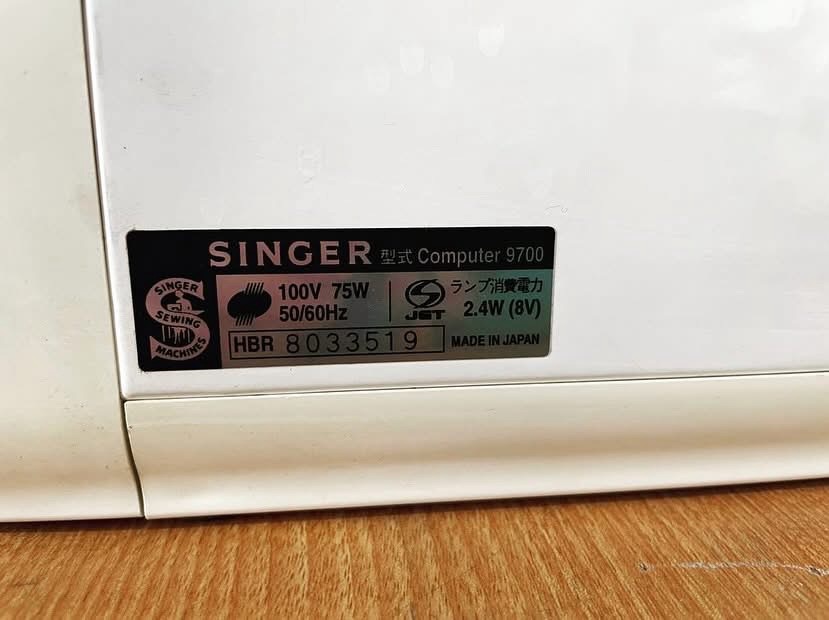 SINGER 型式 Computer 9700
SINGER
SEWING
MACHINES
100V 75W
50/60Hz
JET
ランプ消費電力
2.4W (8V)
HBR 8033519
MADE IN JAPAN